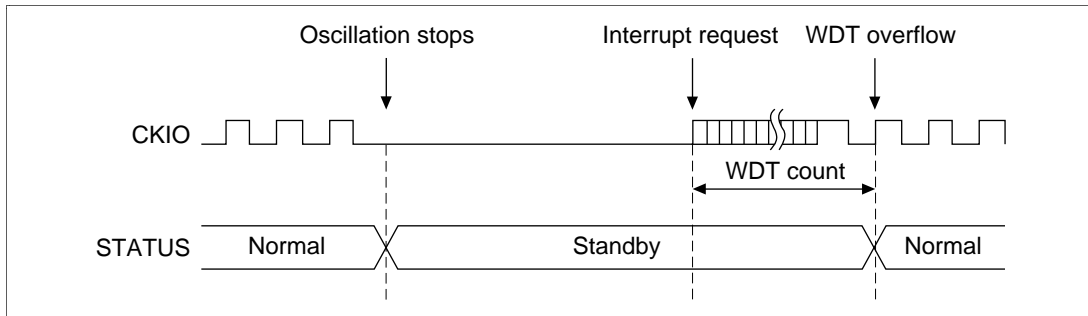 Oscillation stops
Interrupt request
WDT overflow
CKIO
WDT count
STATUS
Normal
Standby
Normal